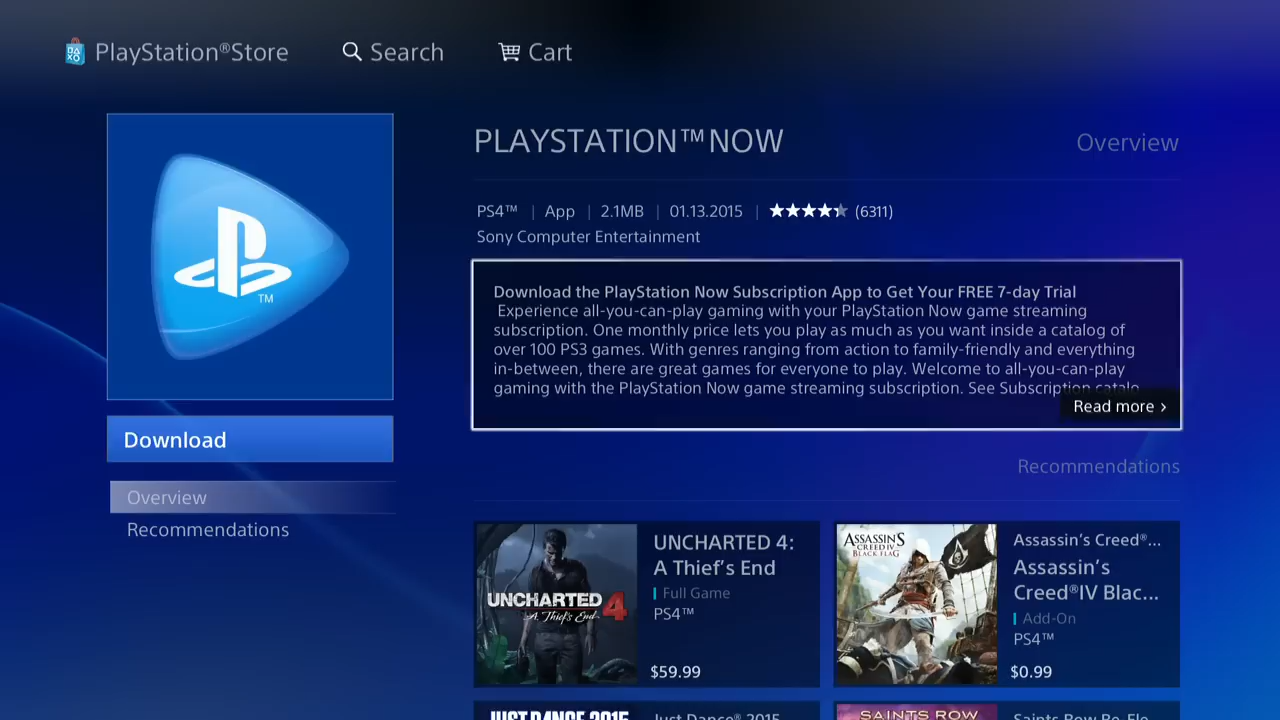 PlayStation®Store
Search
Cart
PLAYSTATION™NOW
Overview
PS4™ | App | 2.1MB | 01.13.2015 | (6311)
Sony Computer Entertainment
Download the PlayStation Now Subscription App to Get Your FREE 7-day Trial
Experience all-you-can-play gaming with your PlayStation Now game streaming
subscription. One monthly price lets you play as much as you want inside a catalog of
over 100 PS3 games. With genres ranging from action to family-friendly and everything
in-between, there are great games for everyone to play. Welcome to all-you-can-play
gaming with the PlayStation Now game streaming subscription. See Subscription catalo
Read more ›
TM
Download
Overview
Recommendations
Recommendations
UNCHARTED 4
A Thief's End
UNCHARTED 4:
A Thief's End
Full Game
PS4™
$59.99
ASSASSIN'S
CREED IV
BLACK FLAG
Assassin's Creed®...
Assassin's
Creed®IV Blac...
Add-On
PS4™
$0.99
JUST DANCE 2015
Just Dance® 2015
SAINTS ROW
Saints Row Re-Ele